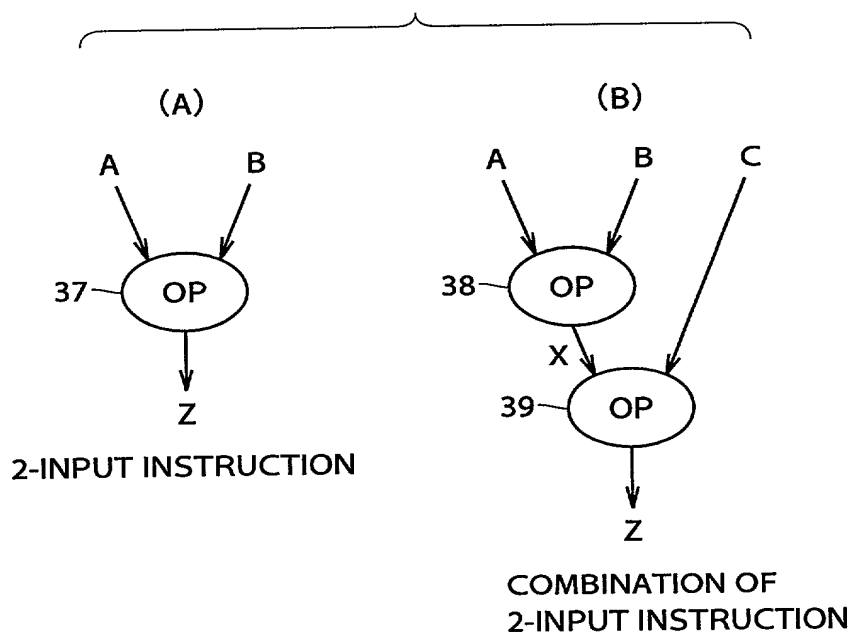 (A)
A B
37 OP
Z
2-INPUT INSTRUCTION
(B)
A B C
38 OP
X
39 OP
Z
COMBINATION OF
2-INPUT INSTRUCTION